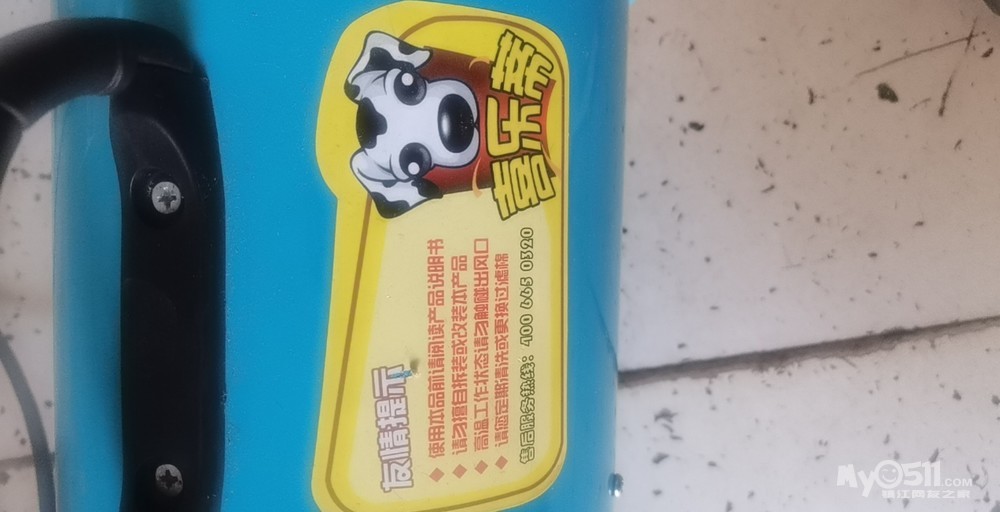 喜乐蒂
友情提示
◆ 使用本品前请阅读产品说明书
◆ 请勿擅自拆装或改装本产品
◆ 高温工作状态请勿触碰出风口
◆ 请您定期清洗或更换过滤棉
售后服务热线：400 665 0320
My0511.COM
镇江网友之家